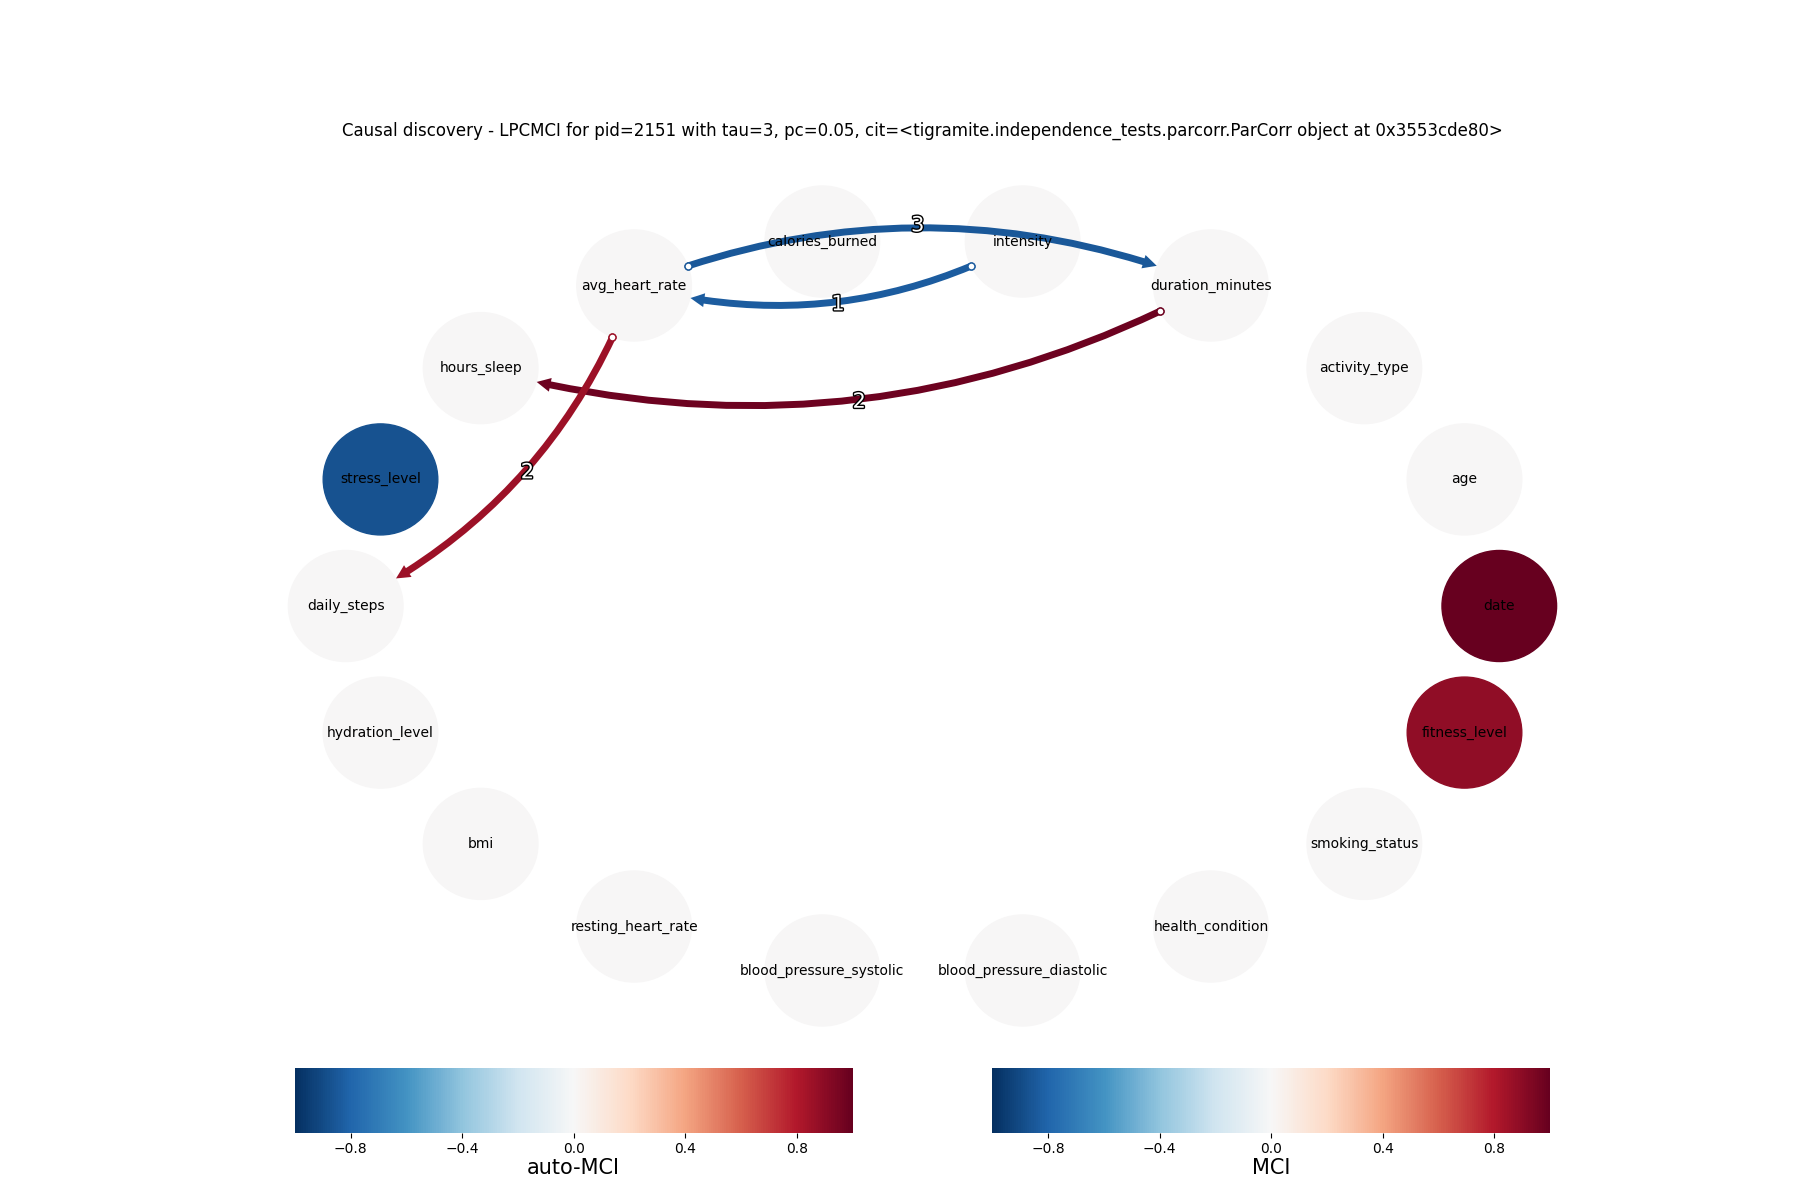 Causal discovery - LPCMCI for pid=2151 with tau=3, pc=0.05, cit=<tigramite.independence_tests.parcorr.ParCorr object at 0x3553cde80>
3
calories_burned
intensity
avg_heart_rate
duration_minutes
1
hours_sleep
activity_type
2
2
stress_level
age
daily_steps
date
hydration_level
fitness_level
bmi
smoking_status
resting_heart_rate
health_condition
blood_pressure_systolic
blood_pressure_diastolic
−0.8 −0.4 0.0 0.4 0.8
auto-MCI
−0.8 −0.4 0.0 0.4 0.8
MCI